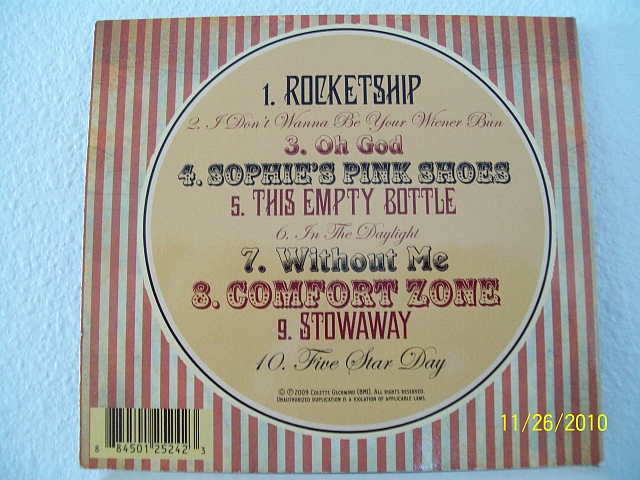 1. ROCKETSHIP
2. I Don't Wanna Be Your Wiener Bun
3. Oh God
4. SOPHIE'S PINK SHOES
5. THIS EMPTY BOTTLE
6. In The Daylight
7. Without Me
8. COMFORT ZONE
9. STOWAWAY
10. Five Star Day
© ℗ 2009 COLETTE GSCHWIND (BMI). ALL RIGHTS RESERVED.
UNAUTHORIZED DUPLICATION IS A VIOLATION OF APPLICABLE LAWS.
8 84501 25242 3
11/26/2010